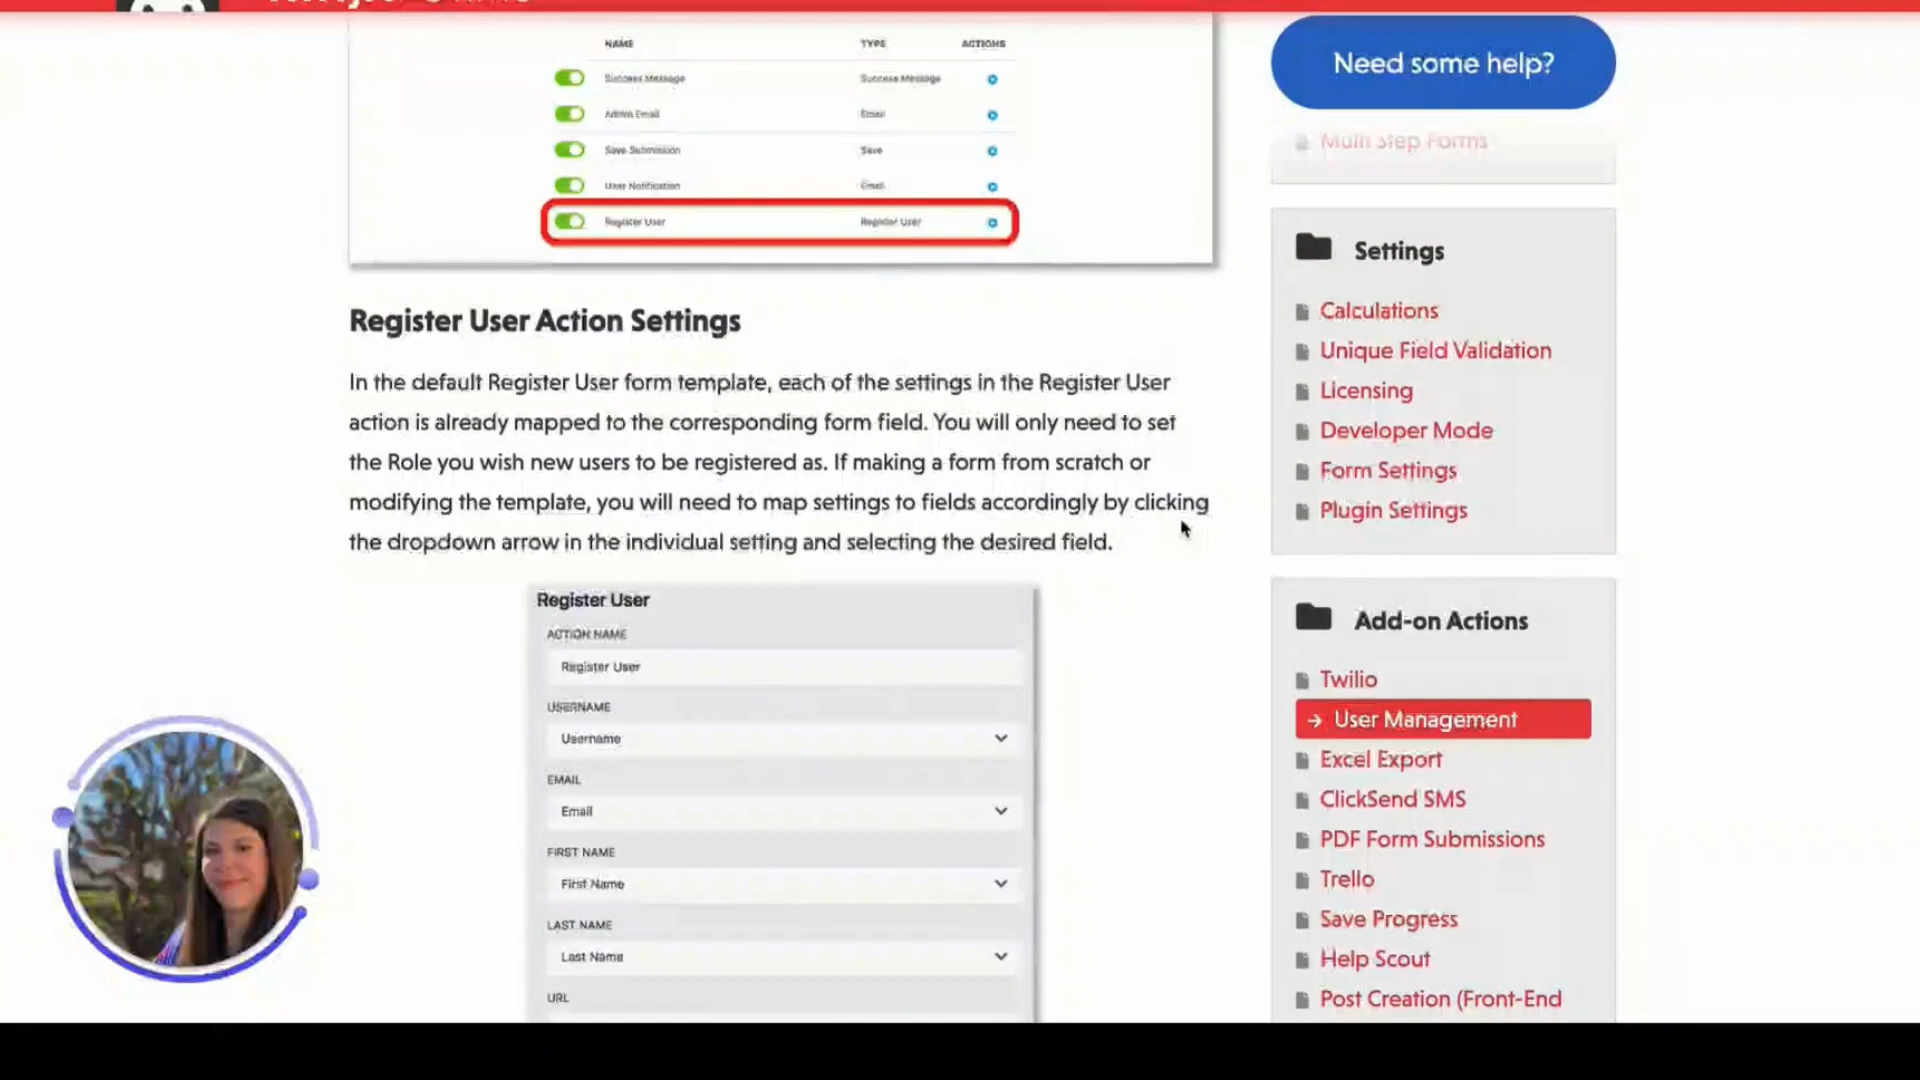 NAME TYPE ACTIONS
Success Message Success Message
Admin Email Email
Save Submission Save
User Notification Email
Register User Register User
Register User Action Settings
In the default Register User form template, each of the settings in the Register User
action is already mapped to the corresponding form field. You will only need to set
the Role you wish new users to be registered as. If making a form from scratch or
modifying the template, you will need to map settings to fields accordingly by clicking
the dropdown arrow in the individual setting and selecting the desired field.
Register User
ACTION NAME
Register User
USERNAME
Username
EMAIL
Email
FIRST NAME
First Name
LAST NAME
Last Name
URL
Need some help?
Multi Step Forms
Settings
Calculations
Unique Field Validation
Licensing
Developer Mode
Form Settings
Plugin Settings
Add-on Actions
Twilio
User Management
Excel Export
ClickSend SMS
PDF Form Submissions
Trello
Save Progress
Help Scout
Post Creation (Front-End